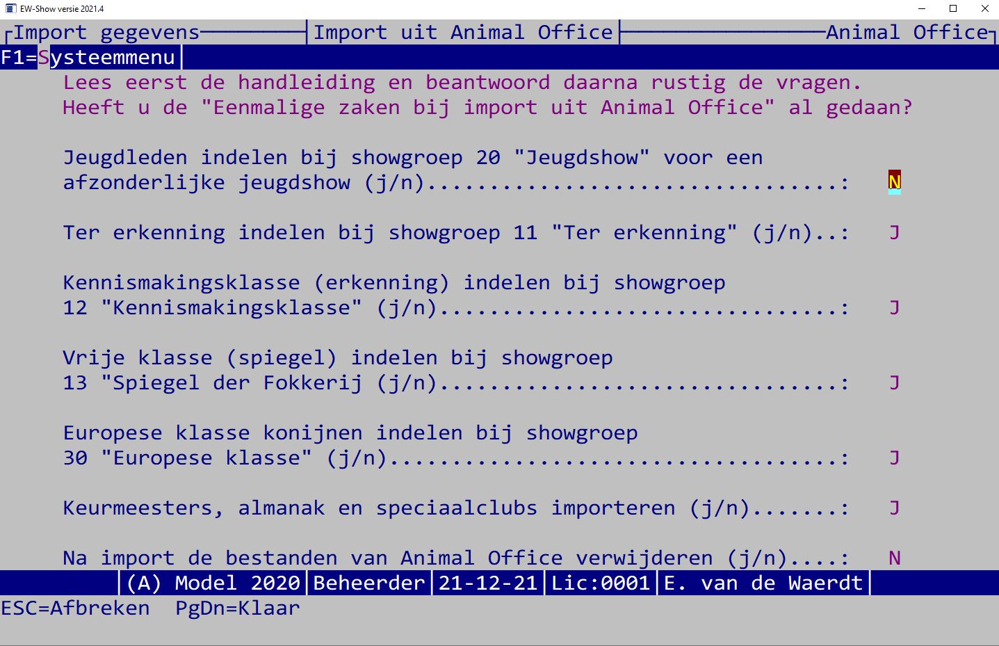 EW-Show versie 2021.4
Import gegevens Import uit Animal Office Animal Office
F1=Systeemmenu
Lees eerst de handleiding en beantwoord daarna rustig de vragen.
Heeft u de "Eenmalige zaken bij import uit Animal Office" al gedaan?
Jeugdleden indelen bij showgroep 20 "Jeugdshow" voor een
afzonderlijke jeugdshow (j/n).................................: N
Ter erkenning indelen bij showgroep 11 "Ter erkenning" (j/n)..: J
Kennismakingsklasse (erkenning) indelen bij showgroep
12 "Kennismakingsklasse" (j/n)................................: J
Vrije klasse (spiegel) indelen bij showgroep
13 "Spiegel der Fokkerij (j/n)................................: J
Europese klasse konijnen indelen bij showgroep
30 "Europese klasse" (j/n)....................................: J
Keurmeesters, almanak en speciaalclubs importeren (j/n).......: J
Na import de bestanden van Animal Office verwijderen (j/n)....: N
(A) Model 2020 Beheerder 21-12-21 Lic:0001 E. van de Waerdt
ESC=Afbreken PgDn=Klaar